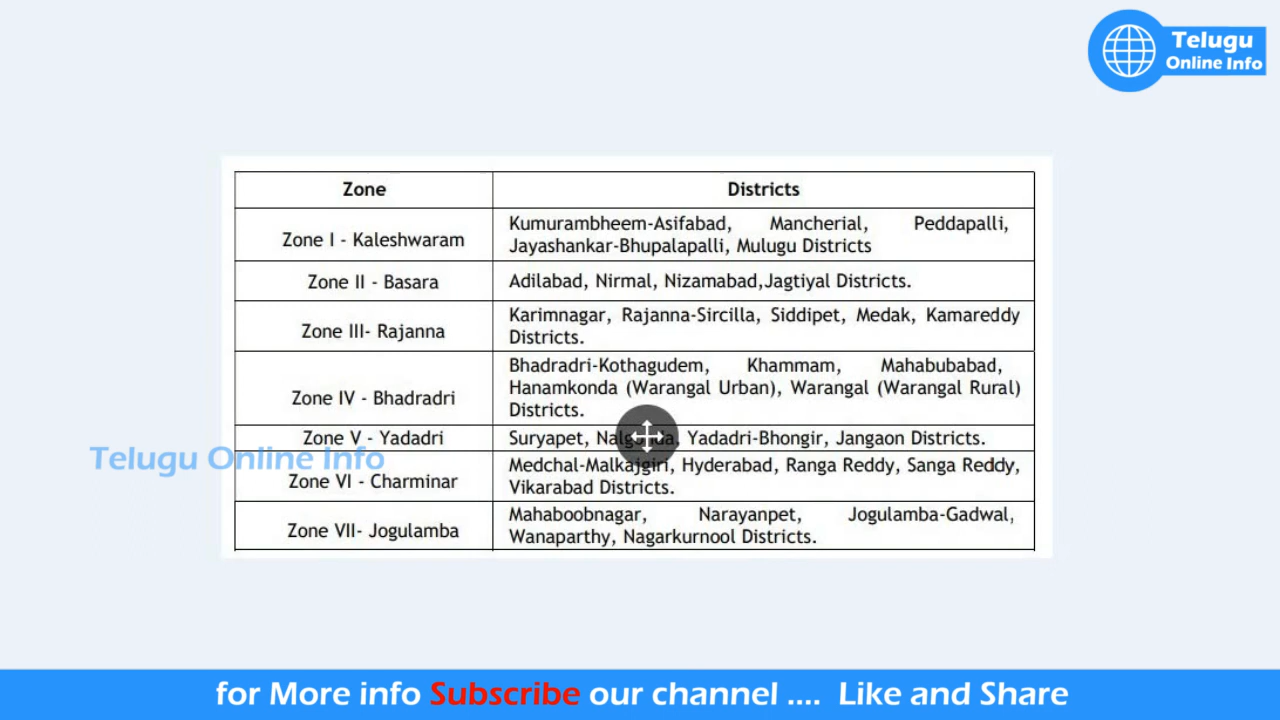 Telugu
Online Info
Zone Districts
Zone I - Kaleshwaram
Kumurambheem-Asifabad, Mancherial, Peddapalli,
Jayashankar-Bhupalapalli, Mulugu Districts
Zone II - Basara
Adilabad, Nirmal, Nizamabad,Jagtiyal Districts.
Zone III- Rajanna
Karimnagar, Rajanna-Sircilla, Siddipet, Medak, Kamareddy
Districts.
Zone IV - Bhadradri
Bhadradri-Kothagudem, Khammam, Mahabubabad,
Hanamkonda (Warangal Urban), Warangal (Warangal Rural)
Districts.
Zone V - Yadadri
Suryapet, Nalgonda, Yadadri-Bhongir, Jangaon Districts.
Telugu Online Info
Zone VI - Charminar
Medchal-Malkajgiri, Hyderabad, Ranga Reddy, Sanga Reddy,
Vikarabad Districts.
Zone VII- Jogulamba
Mahaboobnagar, Narayanpet, Jogulamba-Gadwal,
Wanaparthy, Nagarkurnool Districts.
for More info Subscribe our channel .... Like and Share